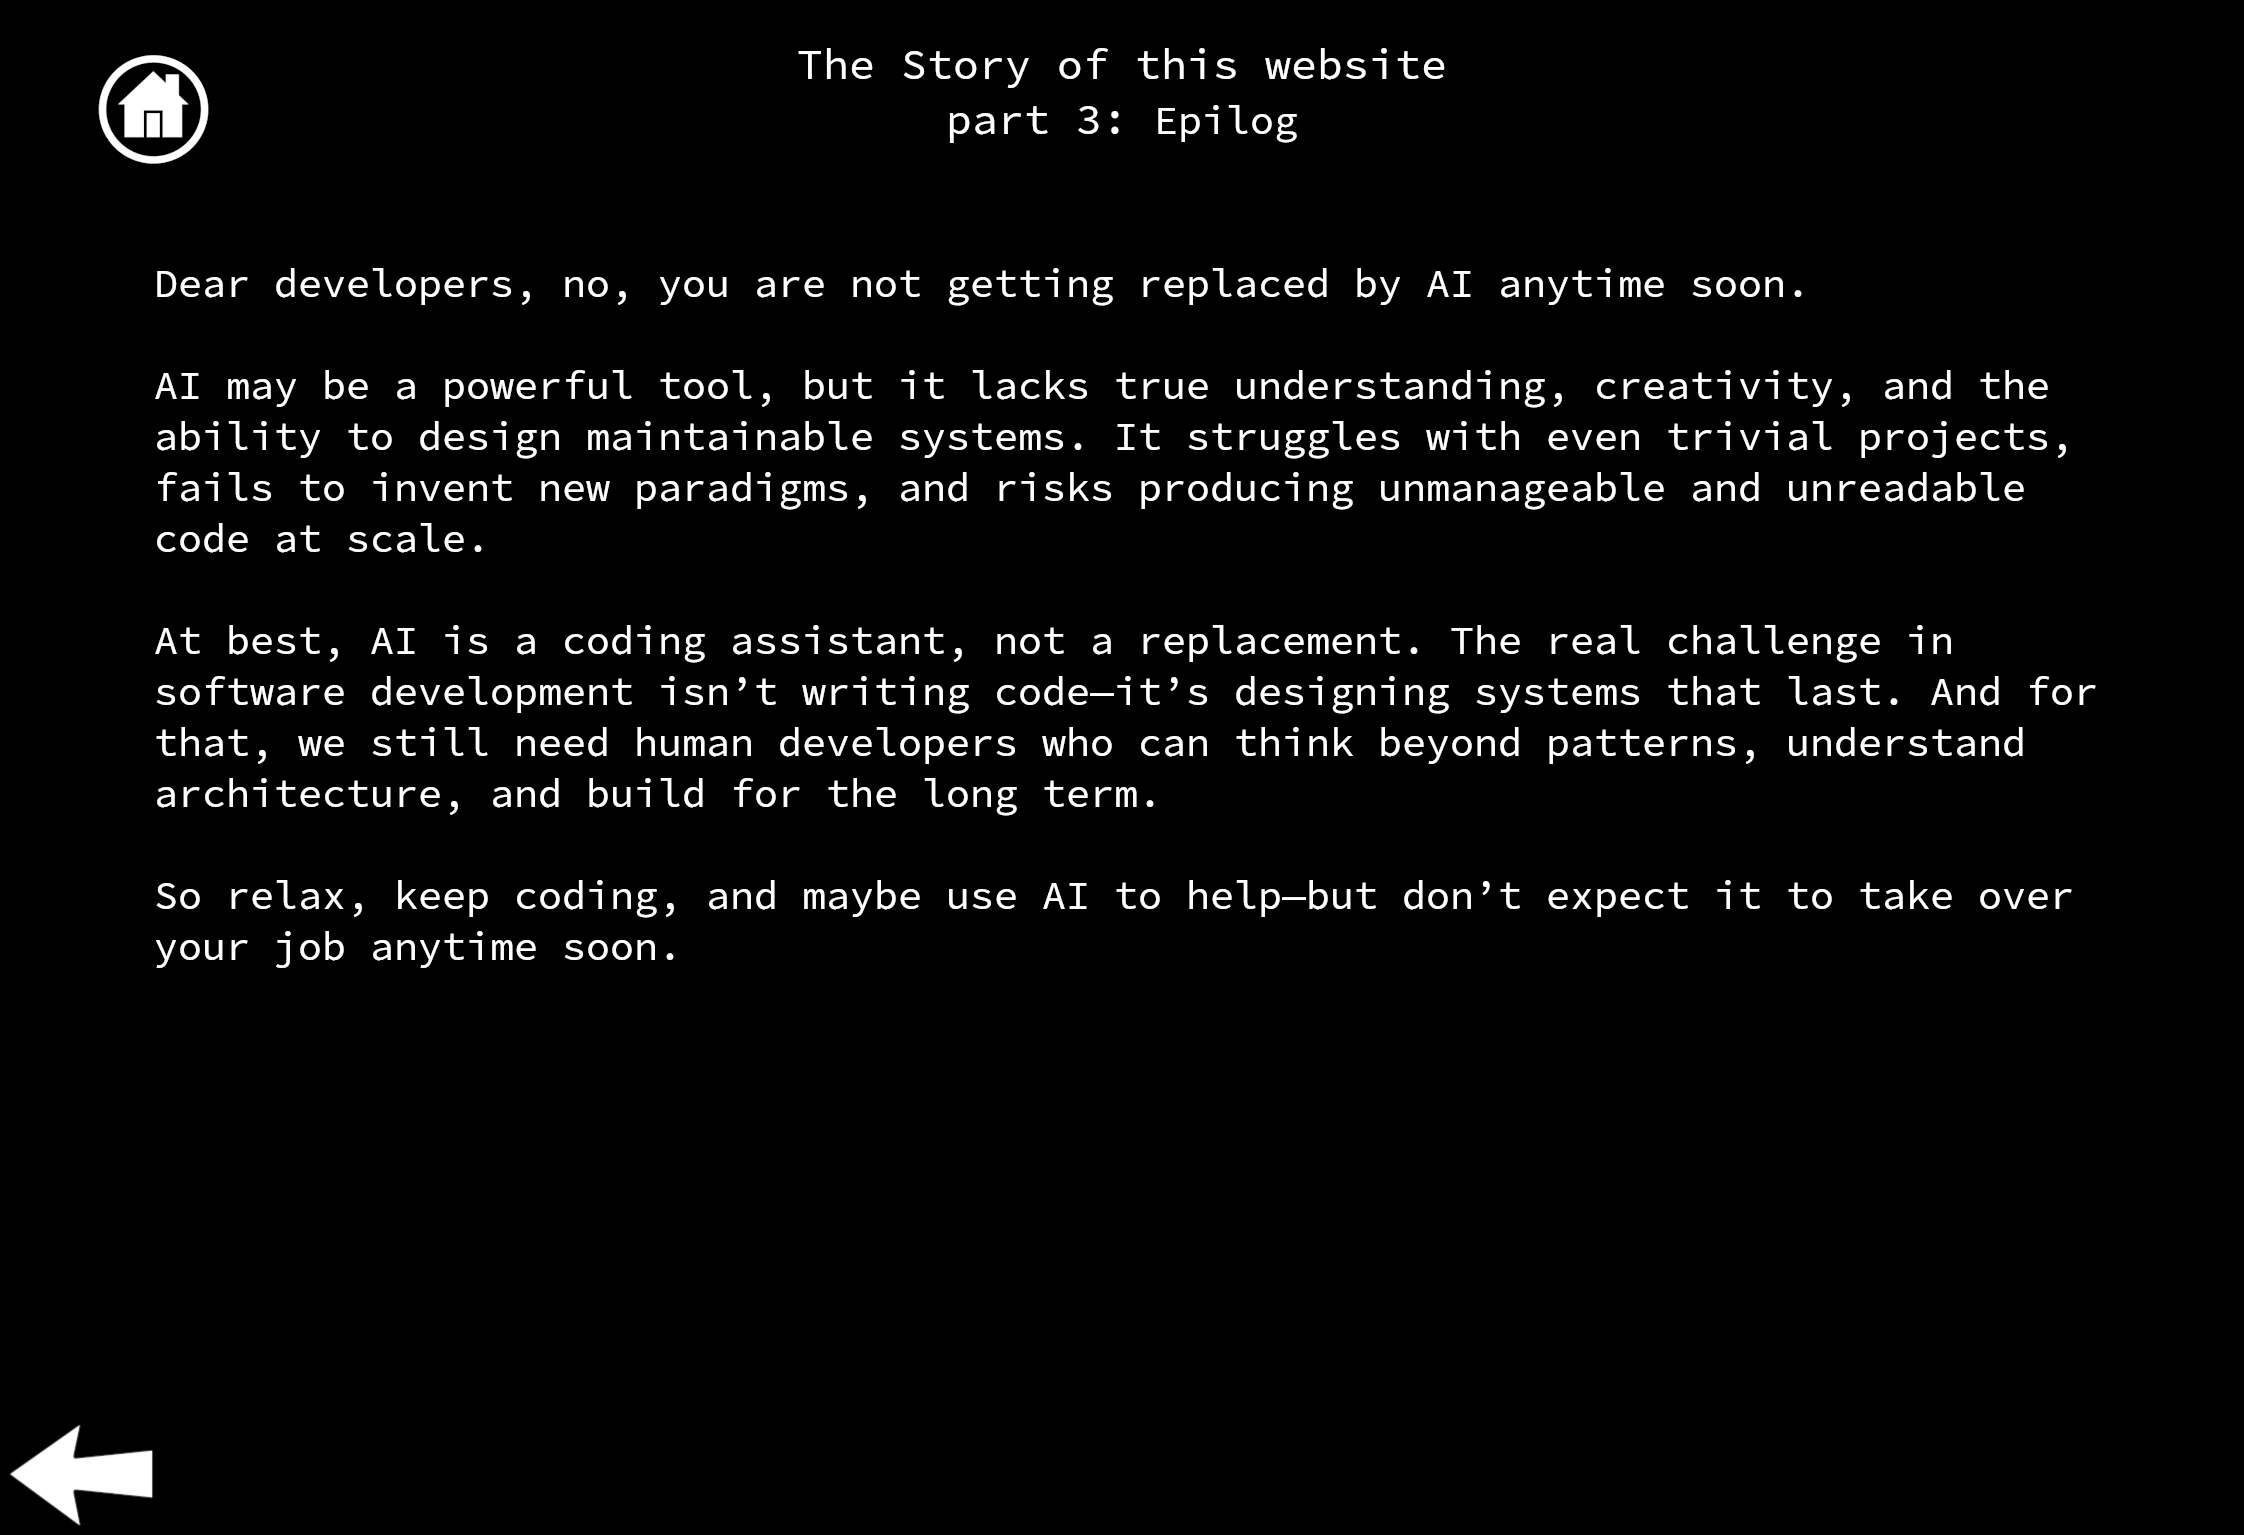 The Story of this website
part 3: Epilog
Dear developers, no, you are not getting replaced by AI anytime soon.
AI may be a powerful tool, but it lacks true understanding, creativity, and the
ability to design maintainable systems. It struggles with even trivial projects,
fails to invent new paradigms, and risks producing unmanageable and unreadable
code at scale.
At best, AI is a coding assistant, not a replacement. The real challenge in
software development isn’t writing code—it’s designing systems that last. And for
that, we still need human developers who can think beyond patterns, understand
architecture, and build for the long term.
So relax, keep coding, and maybe use AI to help—but don’t expect it to take over
your job anytime soon.